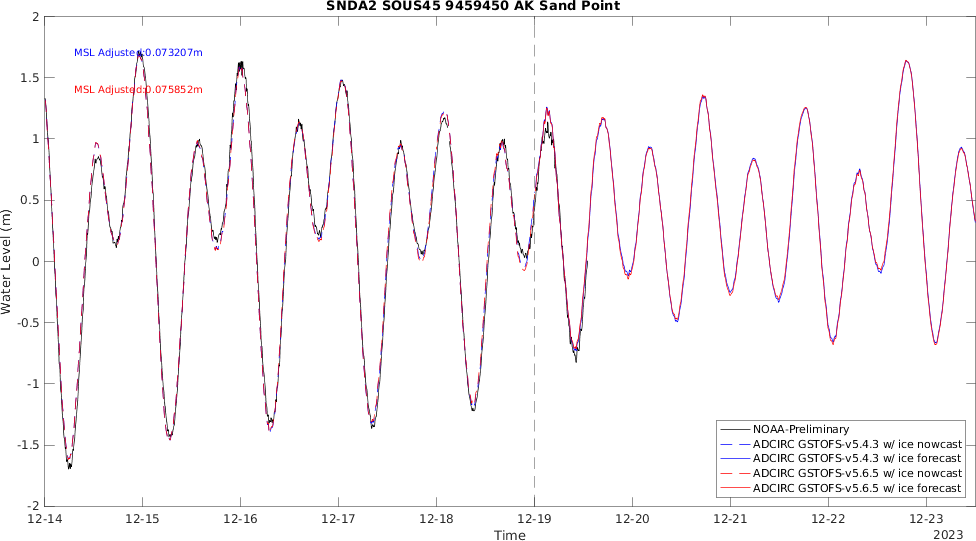 SNDA2 SOUS45 9459450 AK Sand Point
MSL Adjusted:0.073207m
MSL Adjusted:0.075852m
Water Level (m)
2
1.5
1
0.5
0
-0.5
-1
-1.5
-2
NOAA-Preliminary
ADCIRC GSTOFS-v5.4.3 w/ ice nowcast
ADCIRC GSTOFS-v5.4.3 w/ ice forecast
ADCIRC GSTOFS-v5.6.5 w/ ice nowcast
ADCIRC GSTOFS-v5.6.5 w/ ice forecast
12-14 12-15 12-16 12-17 12-18 12-19 12-20 12-21 12-22 12-23
Time
2023